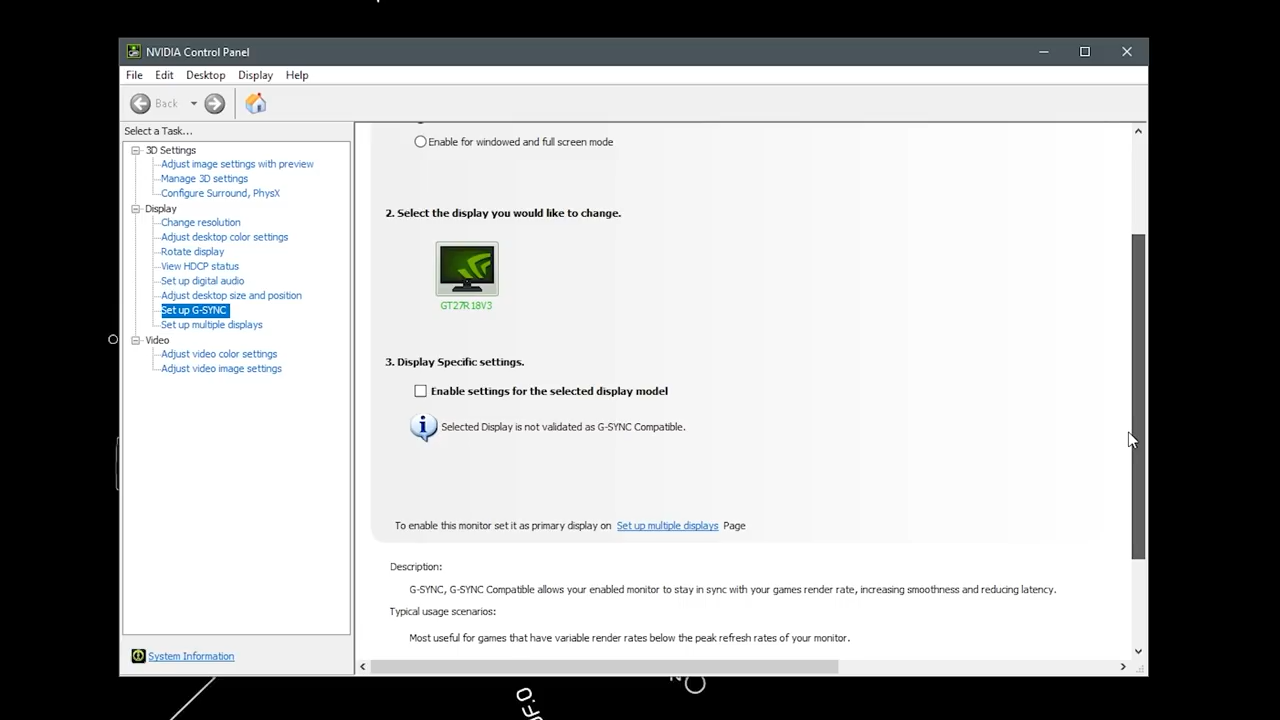 NVIDIA Control Panel
File Edit Desktop Display Help
Back
Select a Task...
3D Settings
Adjust image settings with preview
Manage 3D settings
Configure Surround, PhysX
Display
Change resolution
Adjust desktop color settings
Rotate display
View HDCP status
Set up digital audio
Adjust desktop size and position
Set up G-SYNC
Set up multiple displays
Video
Adjust video color settings
Adjust video image settings
System Information
Enable for windowed and full screen mode
2. Select the display you would like to change.
GT27R18V3
3. Display Specific settings.
Enable settings for the selected display model
Selected Display is not validated as G-SYNC Compatible.
To enable this monitor set it as primary display on Set up multiple displays Page
Description:
G-SYNC, G-SYNC Compatible allows your enabled monitor to stay in sync with your games render rate, increasing smoothness and reducing latency.
Typical usage scenarios:
Most useful for games that have variable render rates below the peak refresh rates of your monitor.